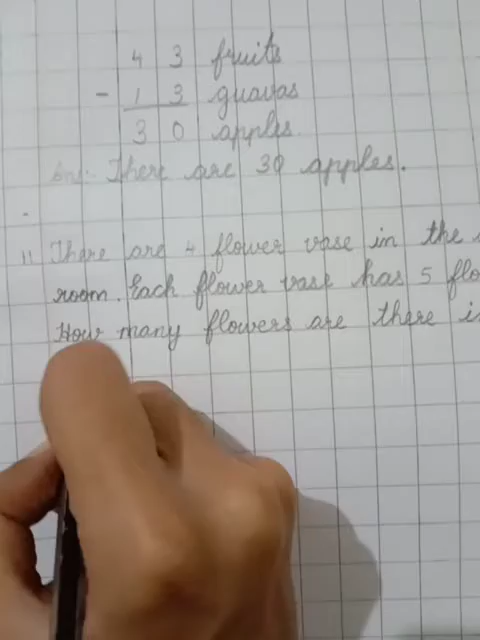 4 3 fruits
- 1 3 guavas
3 0 apples.
Ans:- There are 30 apples.
11 There are 4 flower vase in the
room. Each flower vase has 5 flo
How many flowers are there i